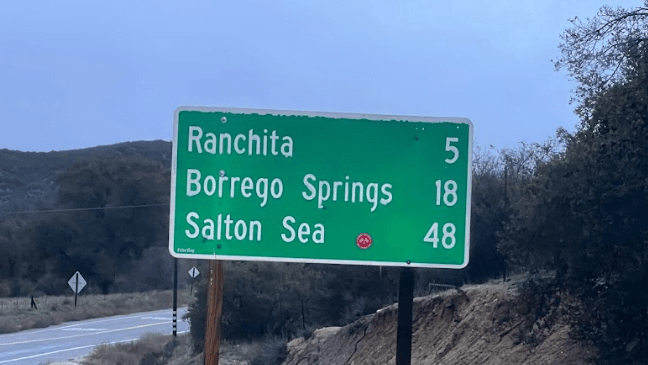 Ranchita 5
Borrego Springs 18
Salton Sea 48